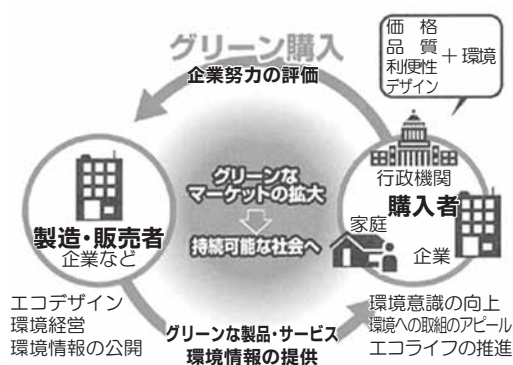 グリーン購入
企業努力の評価
価格
品質
利便性
デザイン
＋環境
グリーンな
マーケットの拡大
持続可能な社会へ
製造・販売者
企業など
行政機関
購入者
家庭
企業
エコデザイン
環境経営
環境情報の公開
グリーンな製品・サービス
環境情報の提供
環境意識の向上
環境への取組のアピール
エコライフの推進